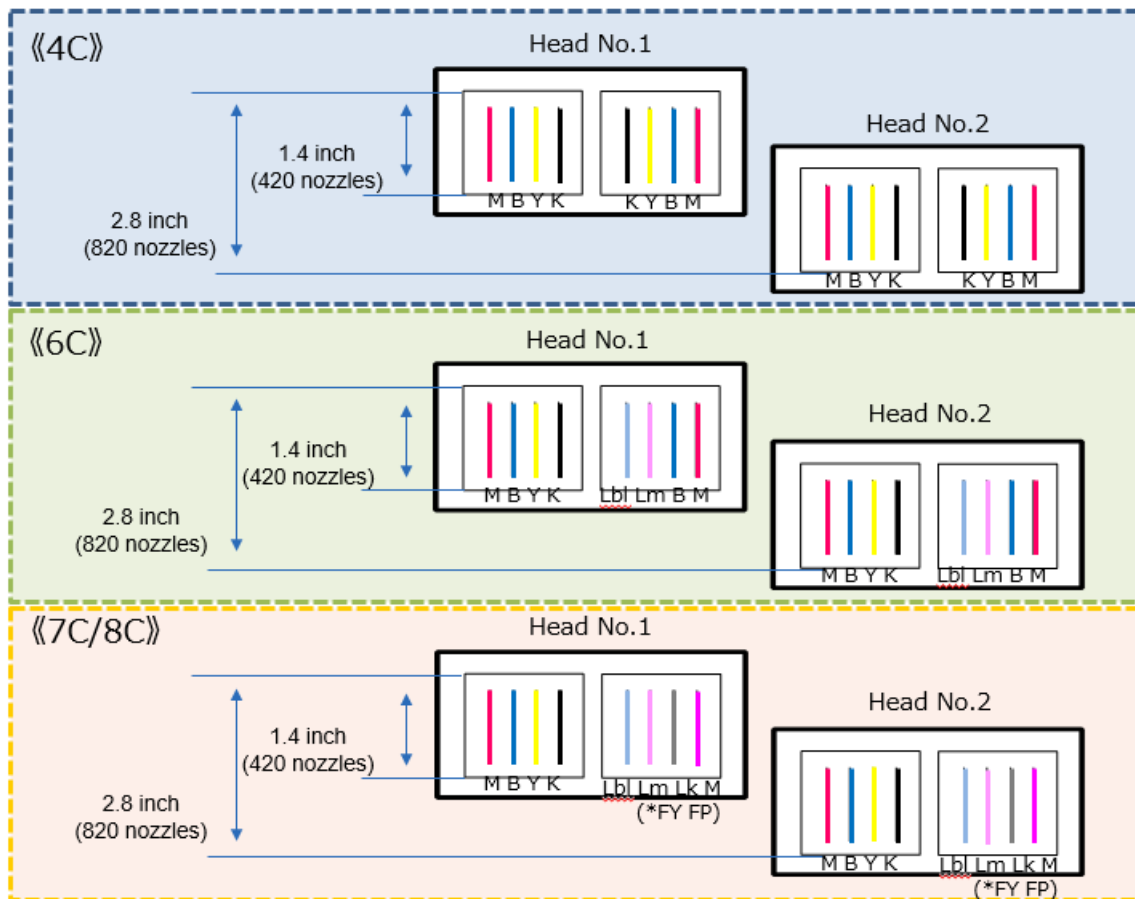 《4C》
Head No.1
Head No.2
1.4 inch
(420 nozzles)
2.8 inch
(820 nozzles)
M B Y K
K Y B M
M B Y K
K Y B M
《6C》
Head No.1
Head No.2
1.4 inch
(420 nozzles)
2.8 inch
(820 nozzles)
M B Y K
Lbl Lm B M
M B Y K
Lbl Lm B M
《7C/8C》
Head No.1
Head No.2
1.4 inch
(420 nozzles)
2.8 inch
(820 nozzles)
M B Y K
Lbl Lm Lk M
(*FY FP)
M B Y K
Lbl Lm Lk M
(*FY FP)